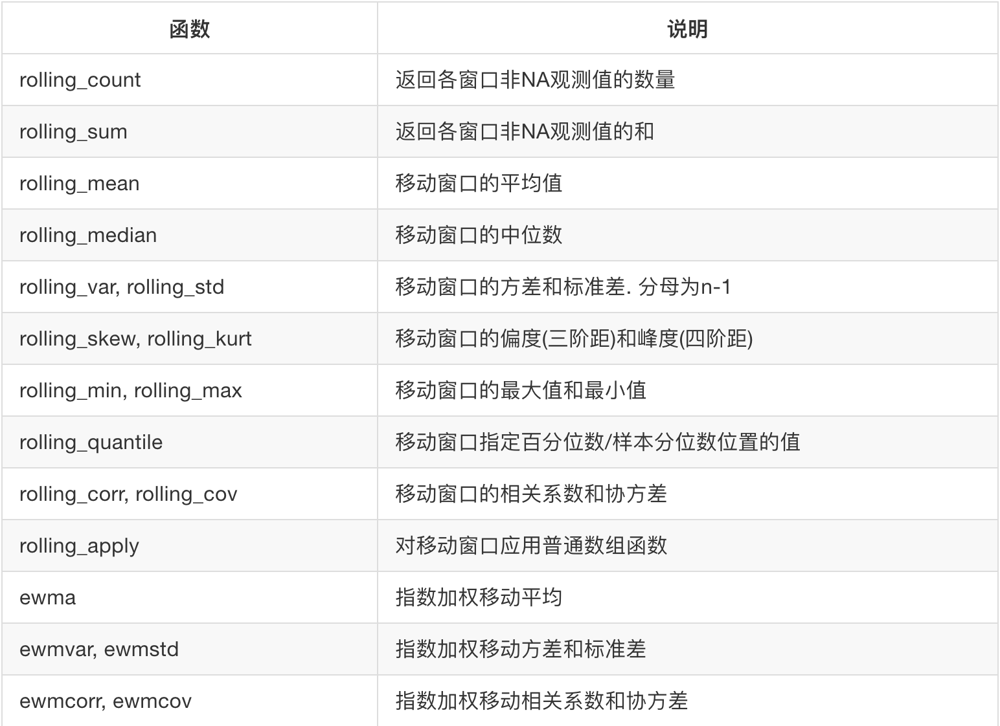 函数 说明
rolling_count 返回各窗口非NA观测值的数量
rolling_sum 返回各窗口非NA观测值的和
rolling_mean 移动窗口的平均值
rolling_median 移动窗口的中位数
rolling_var, rolling_std 移动窗口的方差和标准差. 分母为n-1
rolling_skew, rolling_kurt 移动窗口的偏度(三阶距)和峰度(四阶距)
rolling_min, rolling_max 移动窗口的最大值和最小值
rolling_quantile 移动窗口指定百分位数/样本分位数位置的值
rolling_corr, rolling_cov 移动窗口的相关系数和协方差
rolling_apply 对移动窗口应用普通数组函数
ewma 指数加权移动平均
ewmvar, ewmstd 指数加权移动方差和标准差
ewmcorr, ewmcov 指数加权移动相关系数和协方差